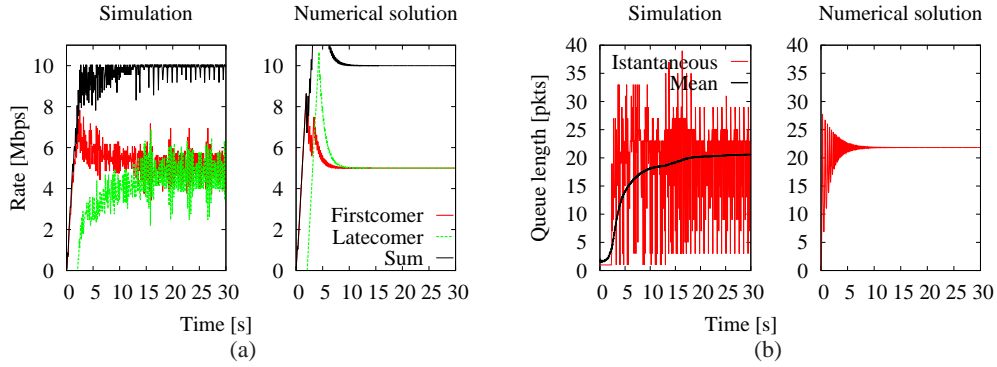 Simulation
Numerical solution
Rate [Mbps]
10
8
6
4
2
0
0 5 10 15 20 25 30
10
8
6
4
2
0
Firstcomer
Latecomer
Sum
0 5 10 15 20 25 30
Time [s]
(a)
Simulation
Numerical solution
Queue length [pkts]
40
35
30
25
20
15
10
5
0
Istantaneous
Mean
0 5 10 15 20 25 30
40
35
30
25
20
15
10
5
0
0 5 10 15 20 25 30
Time [s]
(b)